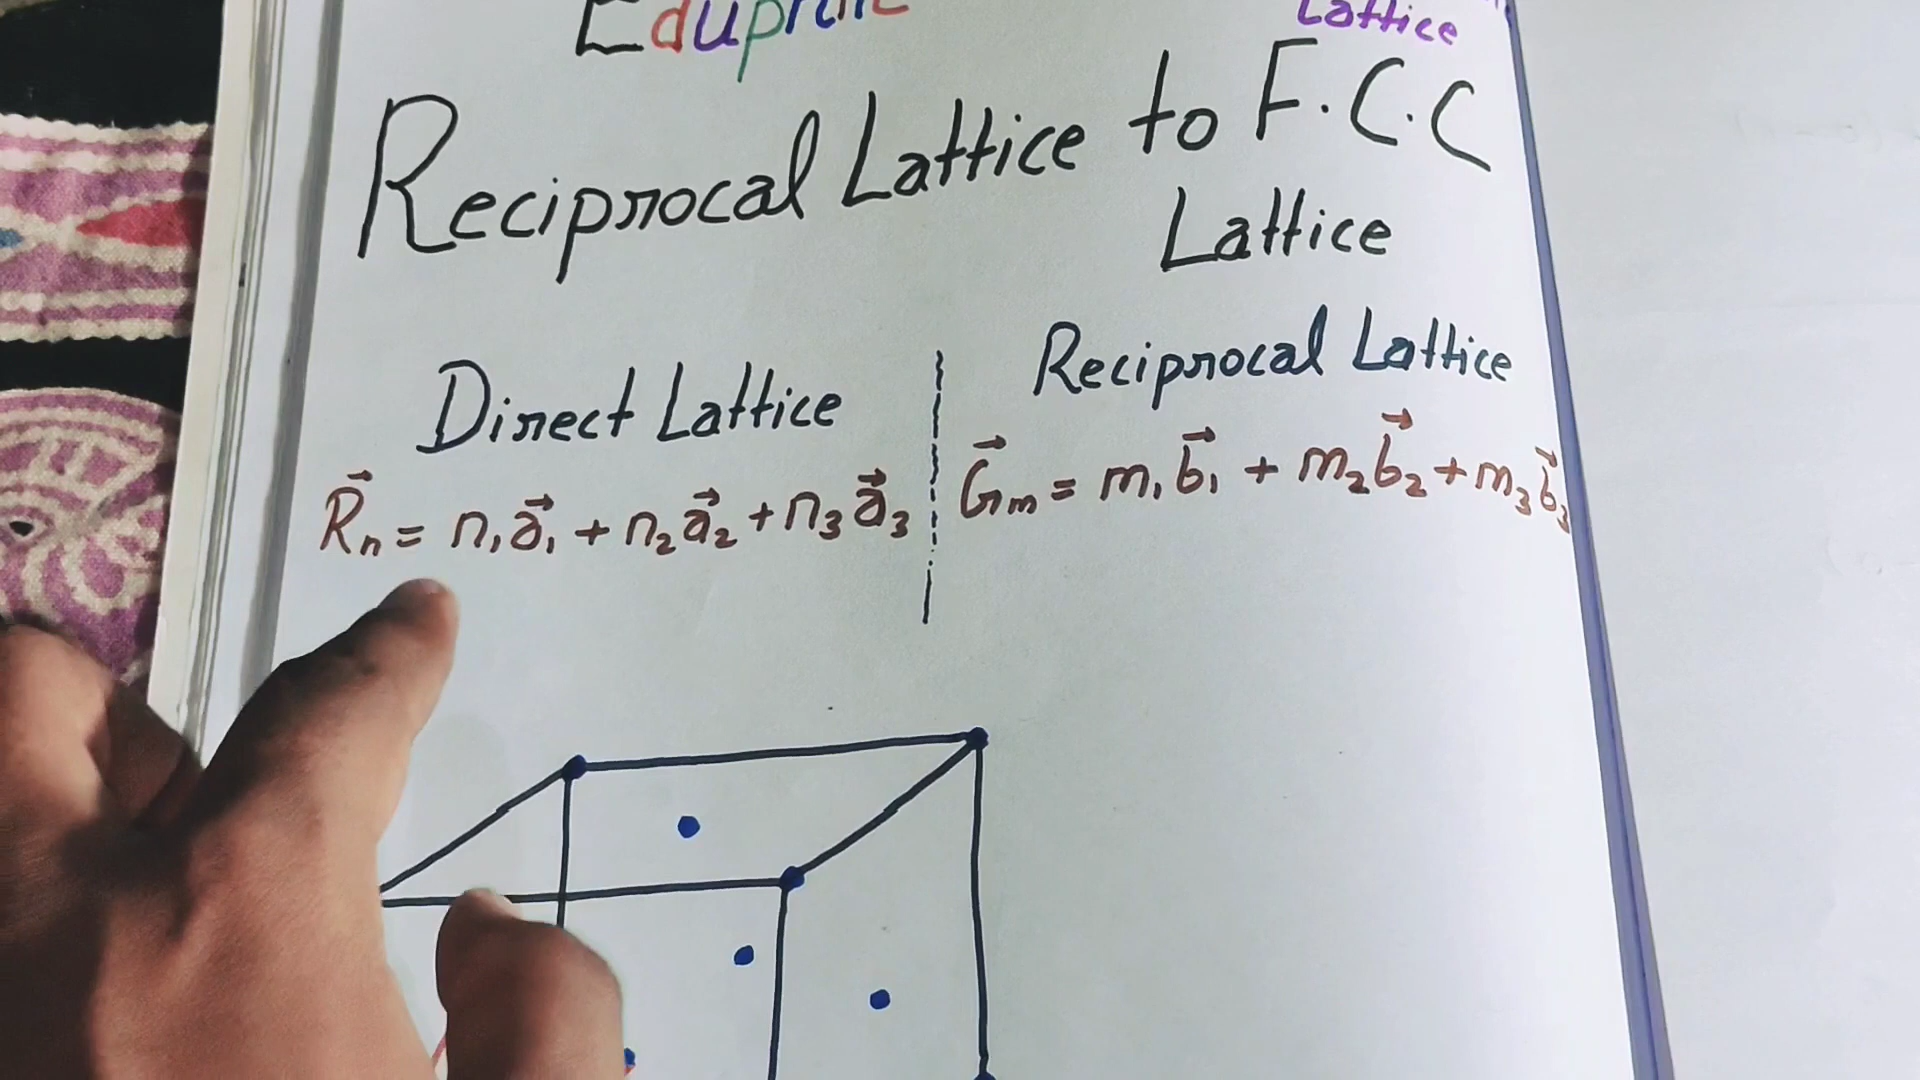 Lattice
Reciprocal Lattice to F.C.C
Lattice
Direct Lattice
R⃗ₙ = n₁a⃗₁ + n₂a⃗₂ + n₃a⃗₃
Reciprocal Lattice
G⃗ₘ = m₁b⃗₁ + m₂b⃗₂ + m₃b⃗₃